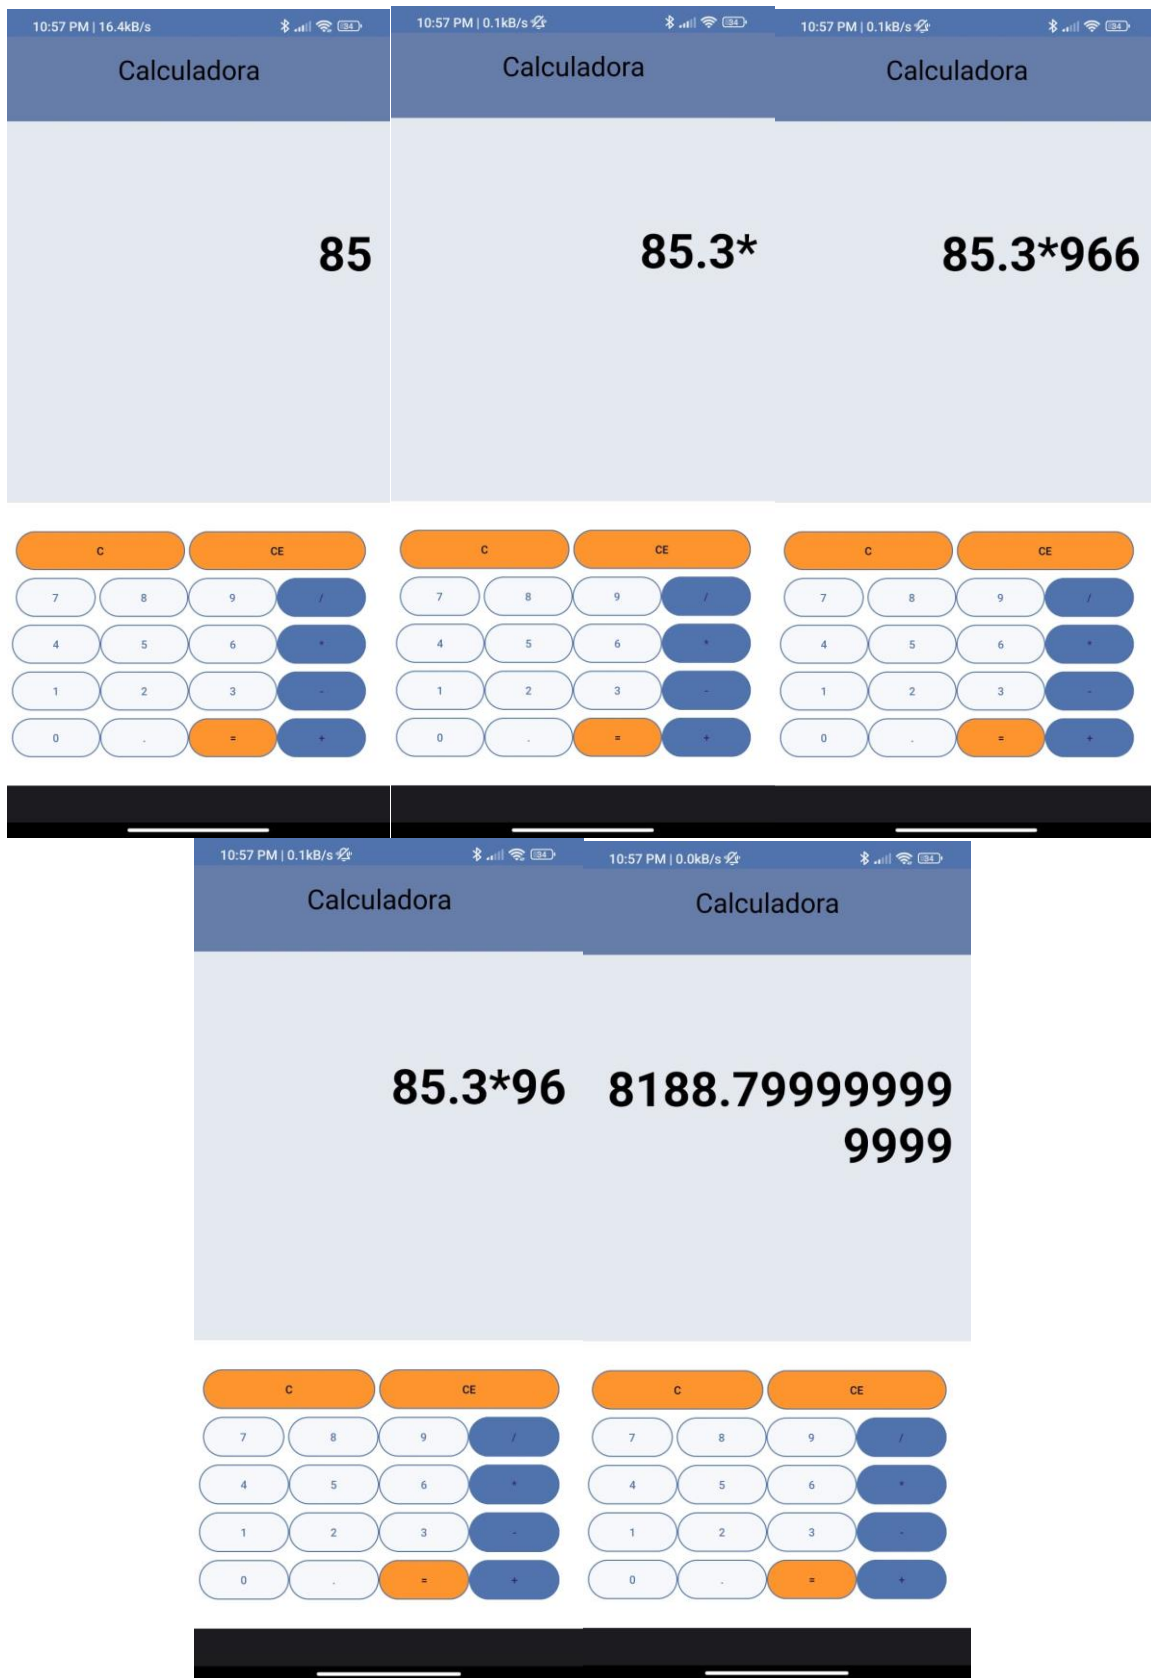 10:57 PM | 16.4kB/s 34
Calculadora
85
C CE
7 8 9 /
4 5 6 *
1 2 3 -
0 . = +
10:57 PM | 0.1kB/s 34
Calculadora
85.3*
C CE
7 8 9 /
4 5 6 *
1 2 3 -
0 . = +
10:57 PM | 0.1kB/s 34
Calculadora
85.3*966
C CE
7 8 9 /
4 5 6 *
1 2 3 -
0 . = +
10:57 PM | 0.1kB/s 34
Calculadora
85.3*96
C CE
7 8 9 /
4 5 6 *
1 2 3 -
0 . = +
10:57 PM | 0.0kB/s 34
Calculadora
8188.79999999
9999
C CE
7 8 9 /
4 5 6 *
1 2 3 -
0 . = +